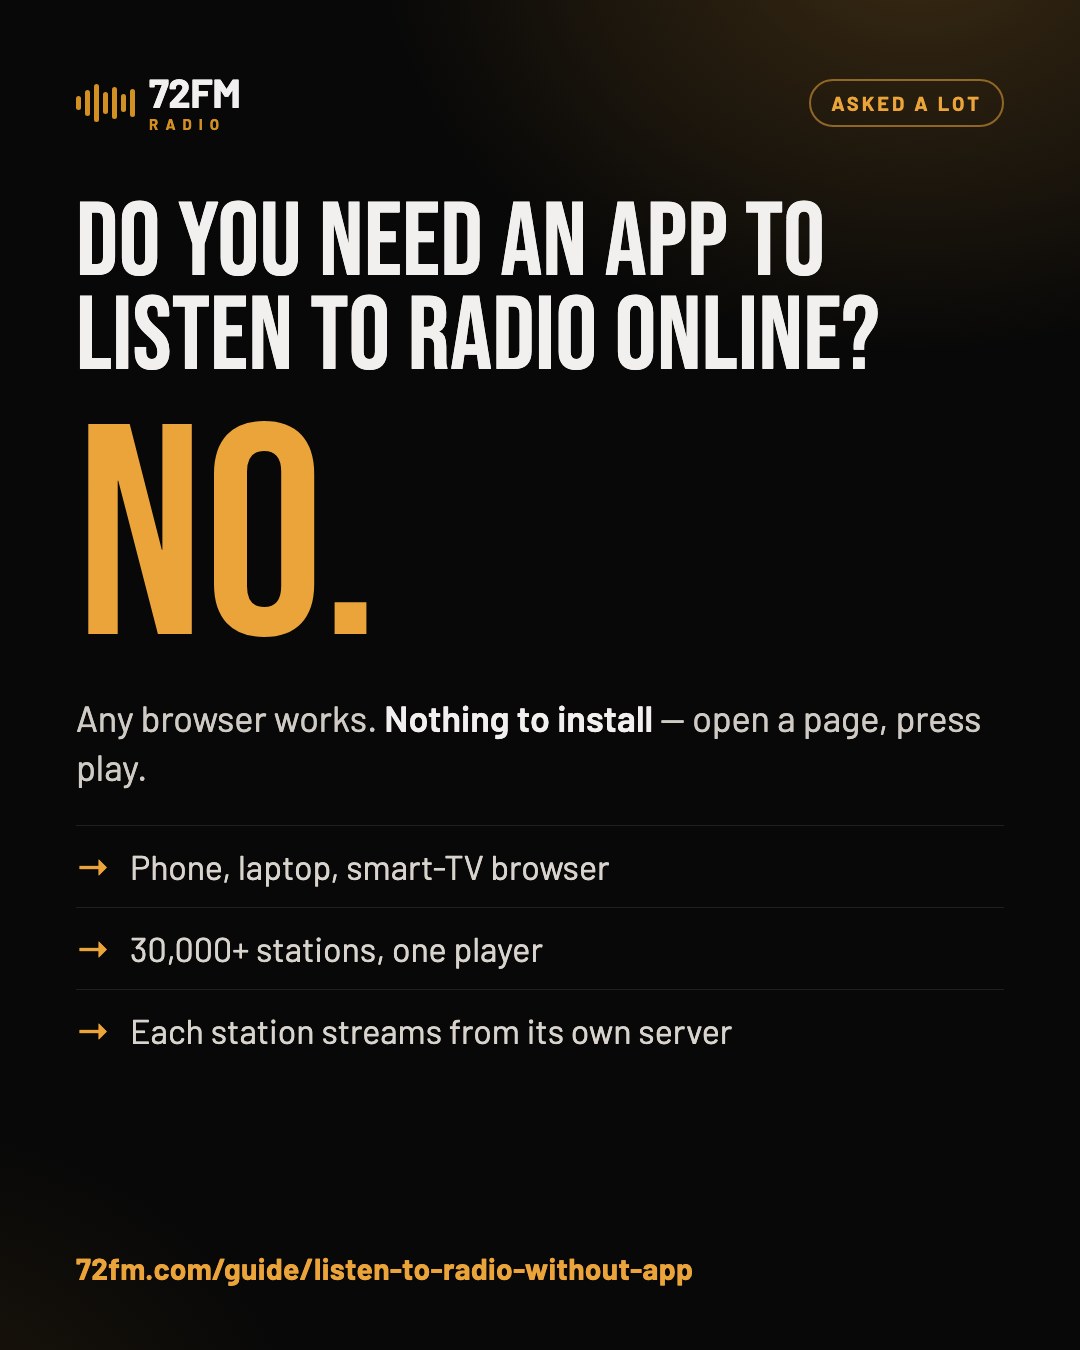 72FM
RADIO
ASKED A LOT
DO YOU NEED AN APP TO
LISTEN TO RADIO ONLINE?
NO.
Any browser works. Nothing to install — open a page, press
play.
→ Phone, laptop, smart-TV browser
→ 30,000+ stations, one player
→ Each station streams from its own server
72fm.com/guide/listen-to-radio-without-app